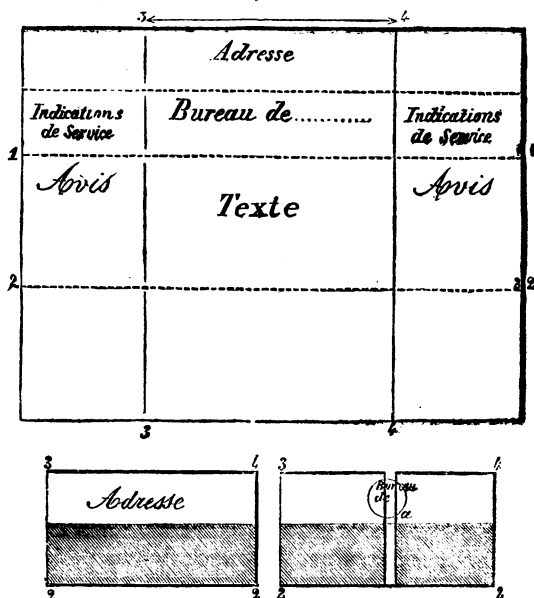 3 4
Adresse
Indications de Service
Bureau de............
Indications de Service
1 1
Avis
Texte
Avis
2 2
3 4
3 4
Adresse
2 2
3 4
Bureau
de
a
2 2